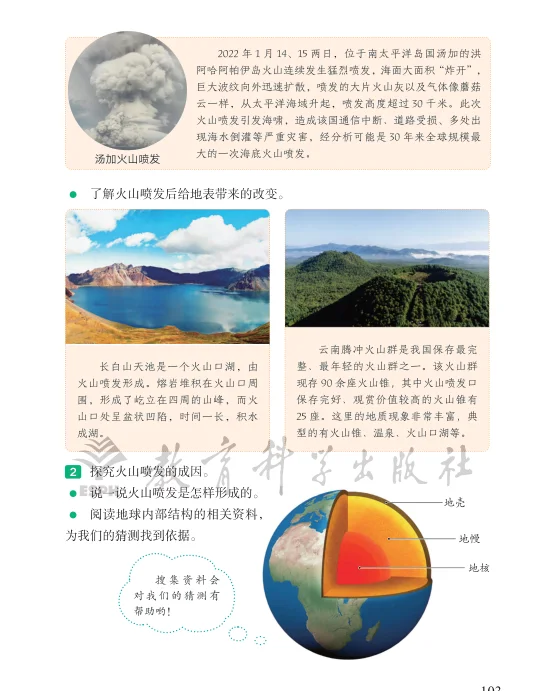 2022 年 1 月 14、15 两日，位于南太平洋岛国汤加的洪
阿哈阿帕伊岛火山连续发生猛烈喷发，海面大面积“炸开”，
巨大波纹向外迅速扩散，喷发的大片火山灰以及气体像蘑菇
云一样，从太平洋海域升起，喷发高度超过 30 千米。此次
火山喷发引发海啸，造成该国通信中断、道路受损、多处出
现海水倒灌等严重灾害，经分析可能是 30 年来全球规模最
大的一次海底火山喷发。
汤加火山喷发
● 了解火山喷发后给地表带来的改变。
长白山天池是一个火山口湖，由
火山喷发形成。熔岩堆积在火山口周
围，形成了屹立在四周的山峰，而火
山口处呈盆状凹陷，时间一长，积水
成湖。
云南腾冲火山群是我国保存最完
整、最年轻的火山群之一。该火山群
现存 90 余座火山锥，其中火山喷发口
保存完好、观赏价值较高的火山锥有
25 座。这里的地质现象非常丰富，典
型的有火山锥、温泉、火山口湖等。
教育科学出版社
ESPH
2 探究火山喷发的成因。
● 说一说火山喷发是怎样形成的。
● 阅读地球内部结构的相关资料，
为我们的猜测找到依据。
地壳
地幔
地核
搜集资料会
对我们的猜测有
帮助哟！